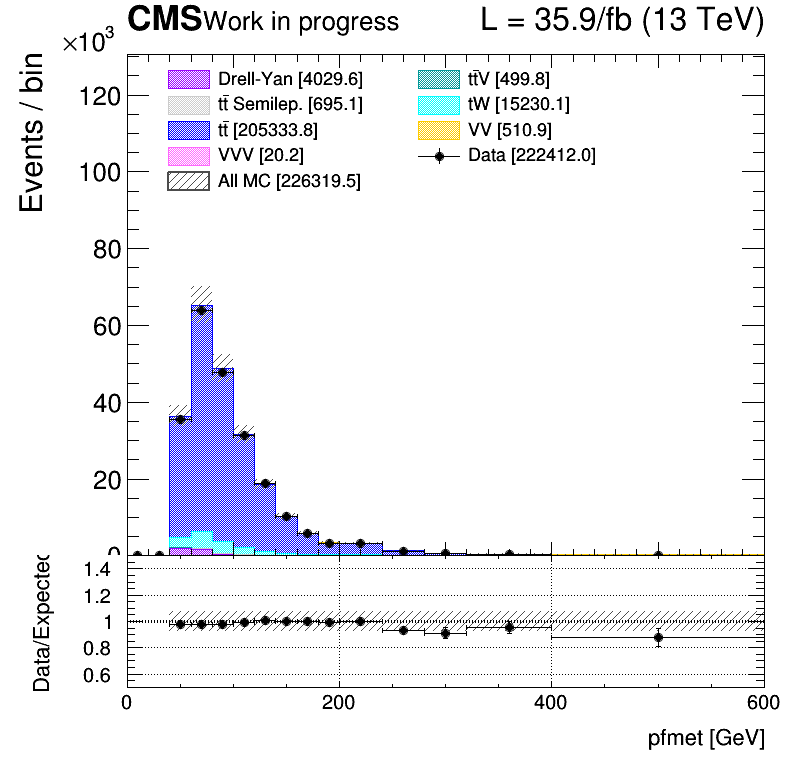 CMS Work in progress L = 35.9/fb (13 TeV)
×10³
Events / bin
Drell-Yan [4029.6]
tt̄ Semilep. [695.1]
tt̄ [205333.8]
VVV [20.2]
All MC [226319.5]
tt̄V [499.8]
tW [15230.1]
VV [510.9]
Data [222412.0]
120
100
80
60
40
20
0
Data/Expected
1.4
1.2
1
0.8
0.6
0 200 400 600
pfmet [GeV]